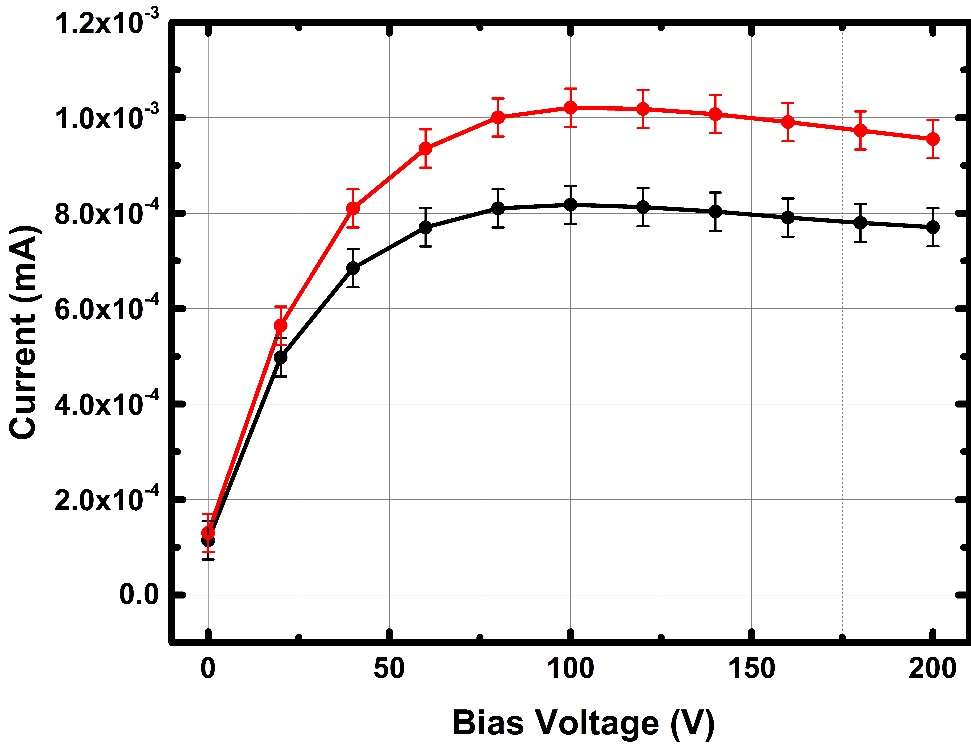 1.2x10⁻³
1.0x10⁻³
8.0x10⁻⁴
6.0x10⁻⁴
4.0x10⁻⁴
2.0x10⁻⁴
0.0
Current (mA)
0 50 100 150 200
Bias Voltage (V)